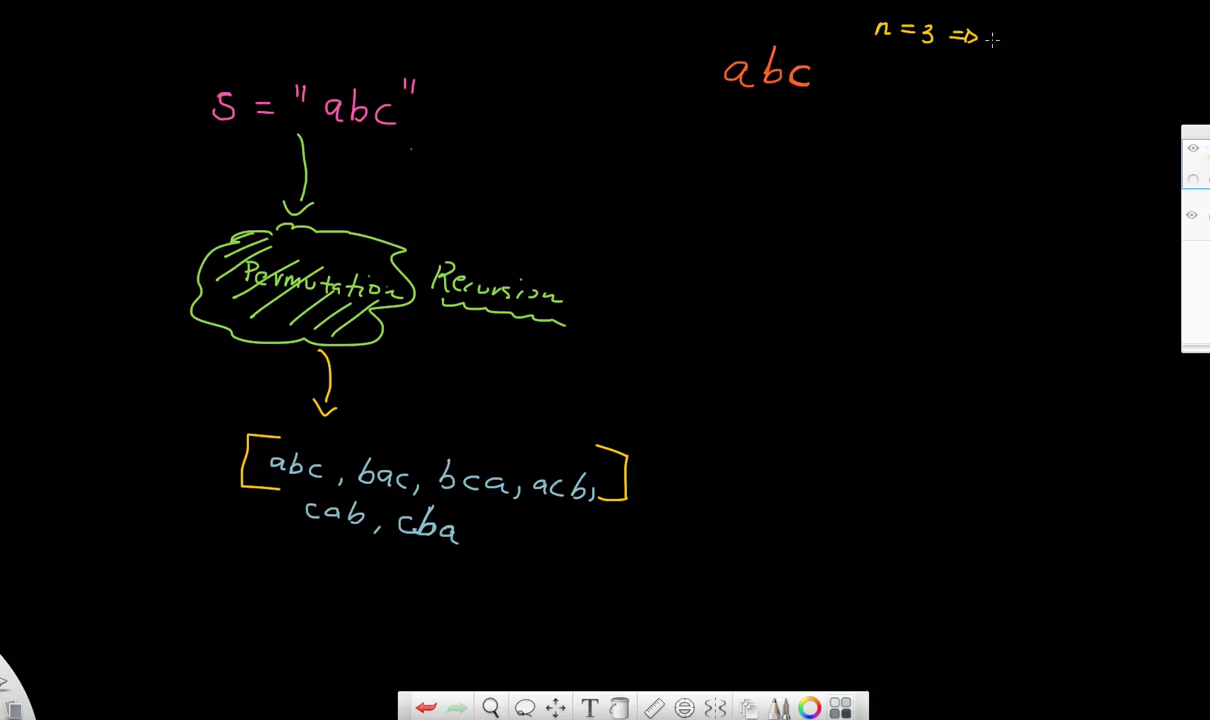 n = 3 ⇒
abc
S = "abc"
Permutation
Recursion
[abc, bac, bca, acb,]
cab, cba
T